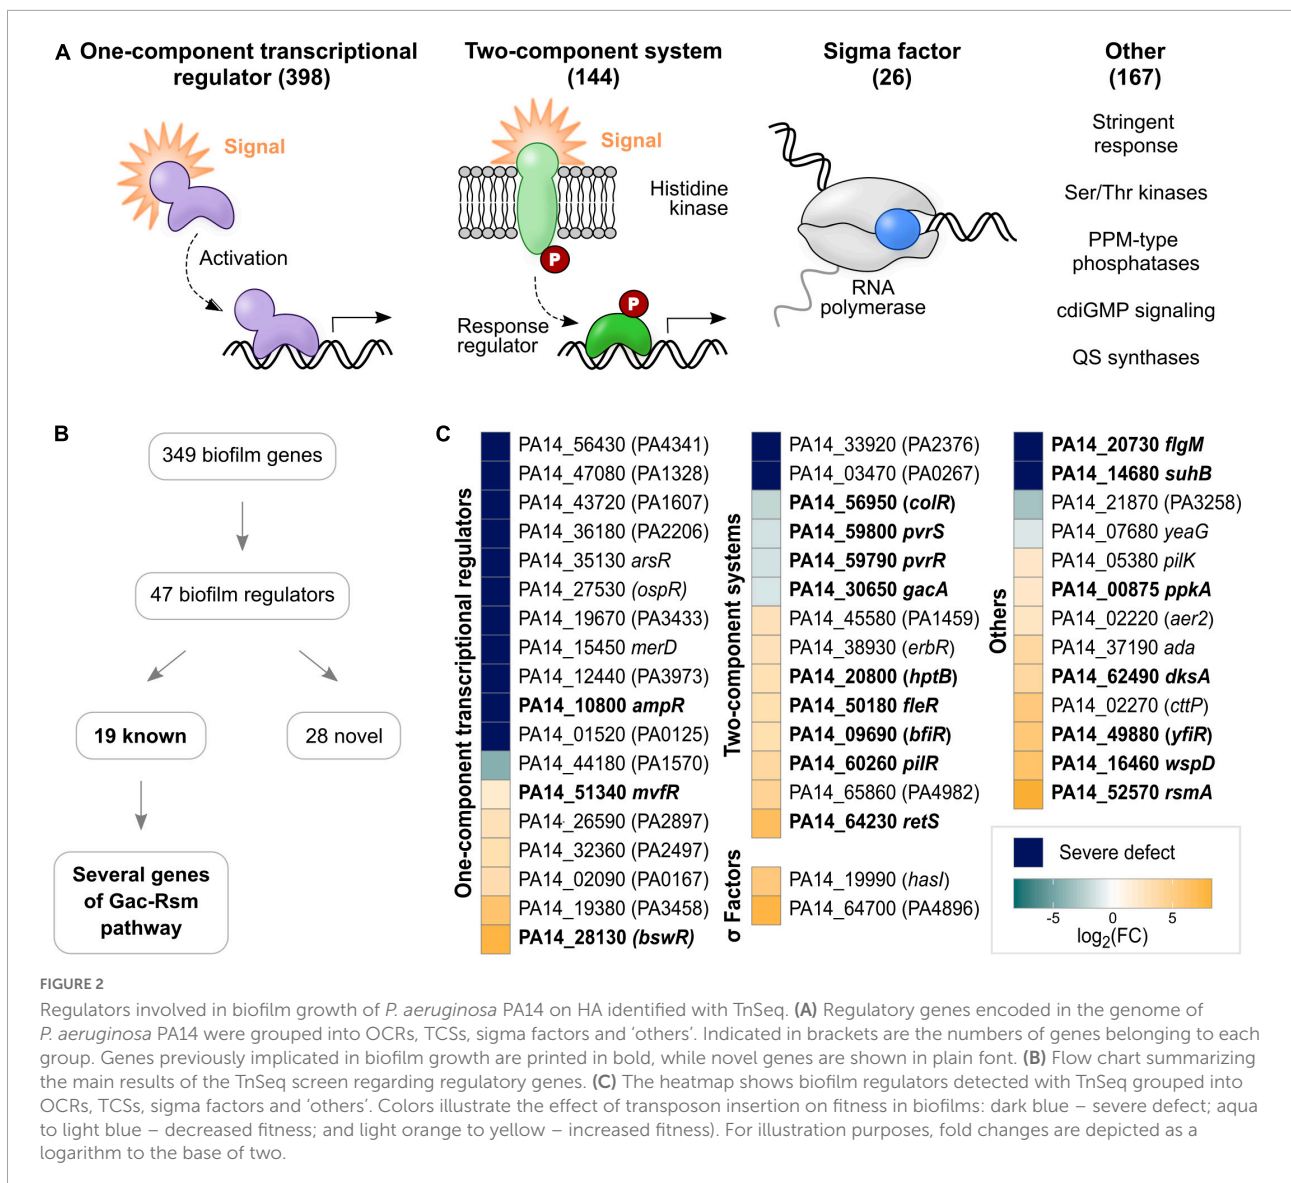 A One-component transcriptional
regulator (398)
Signal
Activation
Two-component system
(144)
Signal
Histidine
kinase
P
Response
regulator
P
Sigma factor
(26)
RNA
polymerase
Other
(167)
Stringent
response
Ser/Thr kinases
PPM-type
phosphatases
cdiGMP signaling
QS synthases
B
349 biofilm genes
47 biofilm regulators
19 known
28 novel
Several genes
of Gac-Rsm
pathway
C
One-component transcriptional regulators
PA14_56430 (PA4341)
PA14_47080 (PA1328)
PA14_43720 (PA1607)
PA14_36180 (PA2206)
PA14_35130 arsR
PA14_27530 (ospR)
PA14_19670 (PA3433)
PA14_15450 merD
PA14_12440 (PA3973)
PA14_10800 ampR
PA14_01520 (PA0125)
PA14_44180 (PA1570)
PA14_51340 mvfR
PA14_26590 (PA2897)
PA14_32360 (PA2497)
PA14_02090 (PA0167)
PA14_19380 (PA3458)
PA14_28130 (bswR)
Two-component systems
PA14_33920 (PA2376)
PA14_03470 (PA0267)
PA14_56950 (colR)
PA14_59800 pvrS
PA14_59790 pvrR
PA14_30650 gacA
PA14_45580 (PA1459)
PA14_38930 (erbR)
PA14_20800 (hptB)
PA14_50180 fleR
PA14_09690 (bfiR)
PA14_60260 pilR
PA14_65860 (PA4982)
PA14_64230 retS
σ Factors
PA14_19990 (hasI)
PA14_64700 (PA4896)
Others
PA14_20730 flgM
PA14_14680 suhB
PA14_21870 (PA3258)
PA14_07680 yeaG
PA14_05380 pilK
PA14_00875 ppkA
PA14_02220 (aer2)
PA14_37190 ada
PA14_62490 dksA
PA14_02270 (cttP)
PA14_49880 (yfiR)
PA14_16460 wspD
PA14_52570 rsmA
Severe defect
-5 0 5
log2(FC)
FIGURE 2
Regulators involved in biofilm growth of P. aeruginosa PA14 on HA identified with TnSeq. (A) Regulatory genes encoded in the genome of
P. aeruginosa PA14 were grouped into OCRs, TCSs, sigma factors and ‘others’. Indicated in brackets are the numbers of genes belonging to each
group. Genes previously implicated in biofilm growth are printed in bold, while novel genes are shown in plain font. (B) Flow chart summarizing
the main results of the TnSeq screen regarding regulatory genes. (C) The heatmap shows biofilm regulators detected with TnSeq grouped into
OCRs, TCSs, sigma factors and ‘others’. Colors illustrate the effect of transposon insertion on fitness in biofilms: dark blue – severe defect; aqua
to light blue – decreased fitness; and light orange to yellow – increased fitness). For illustration purposes, fold changes are depicted as a
logarithm to the base of two.